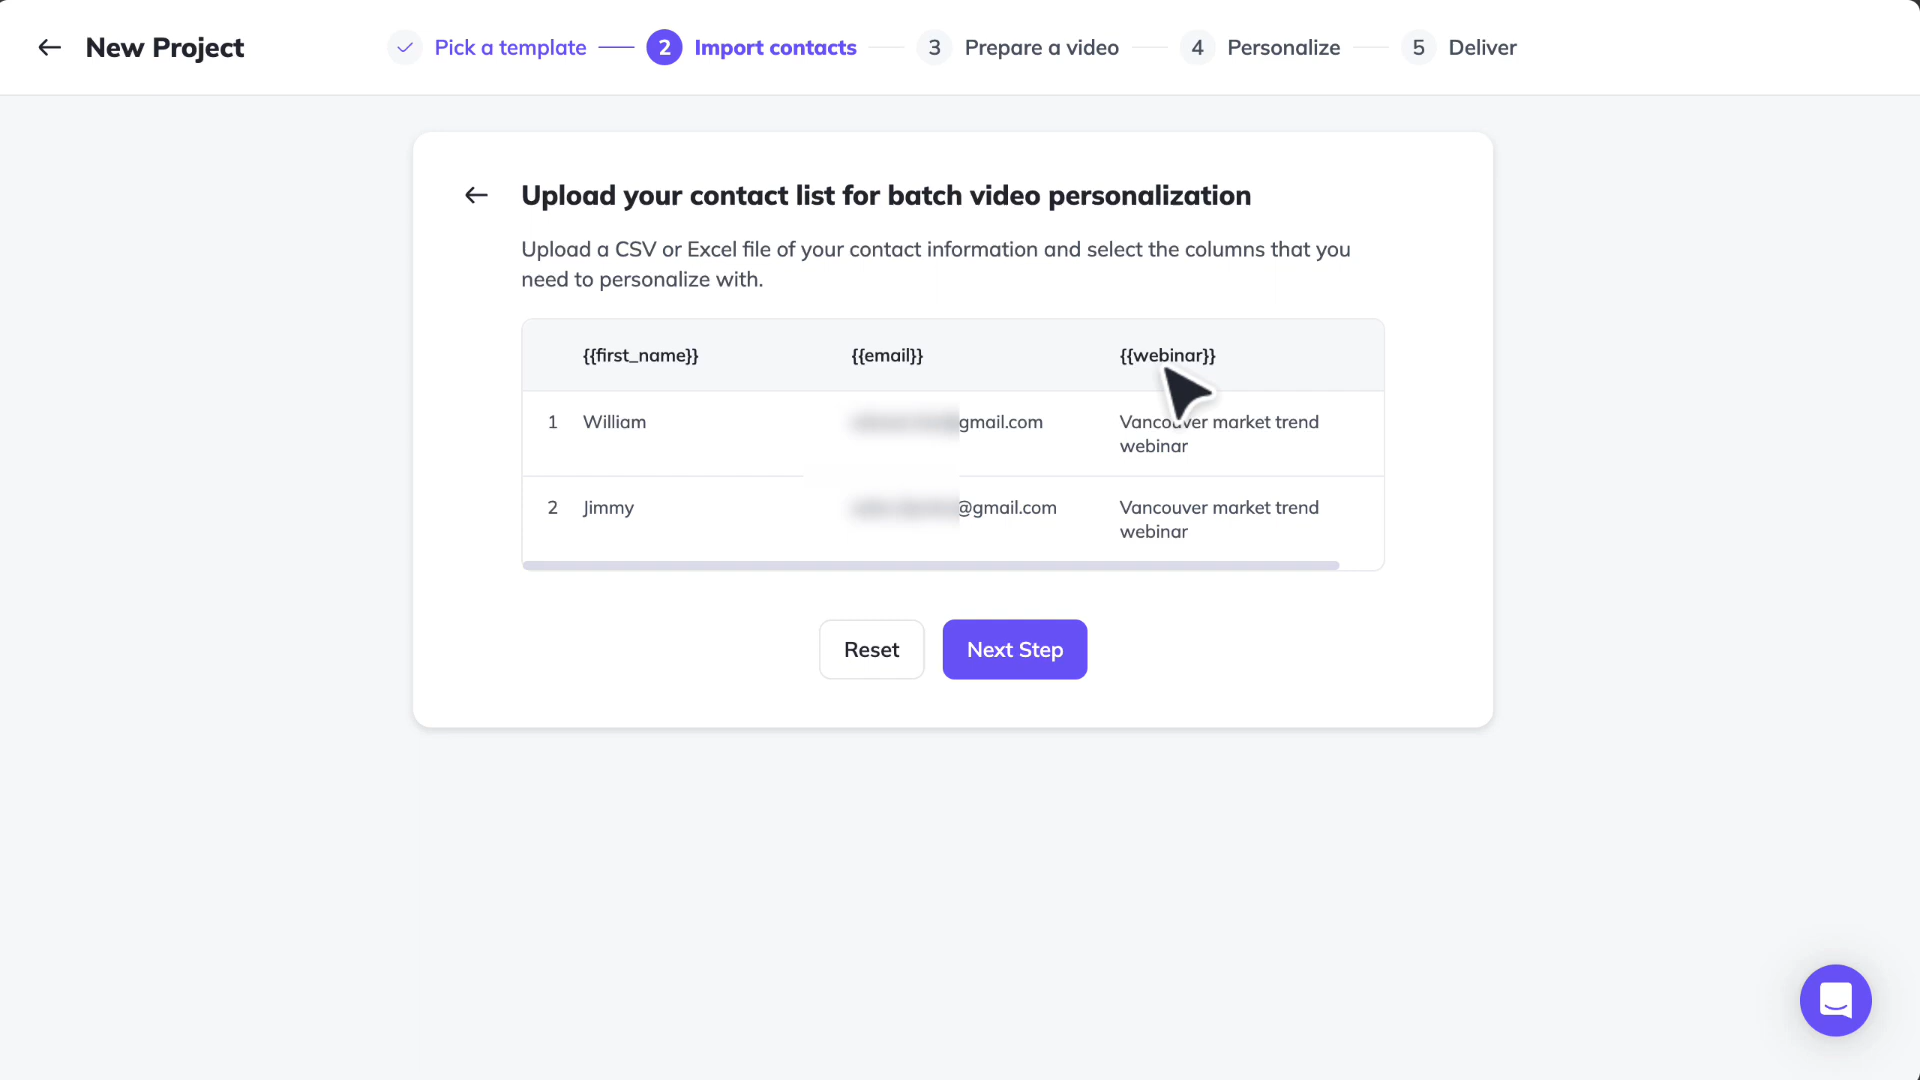 New Project
Pick a template
2 Import contacts
3 Prepare a video
4 Personalize
5 Deliver
Upload your contact list for batch video personalization
Upload a CSV or Excel file of your contact information and select the columns that you
need to personalize with.
{{first_name}} {{email}} {{webinar}}
1 William gmail.com Vancouver market trend
webinar
2 Jimmy @gmail.com Vancouver market trend
webinar
Reset Next Step